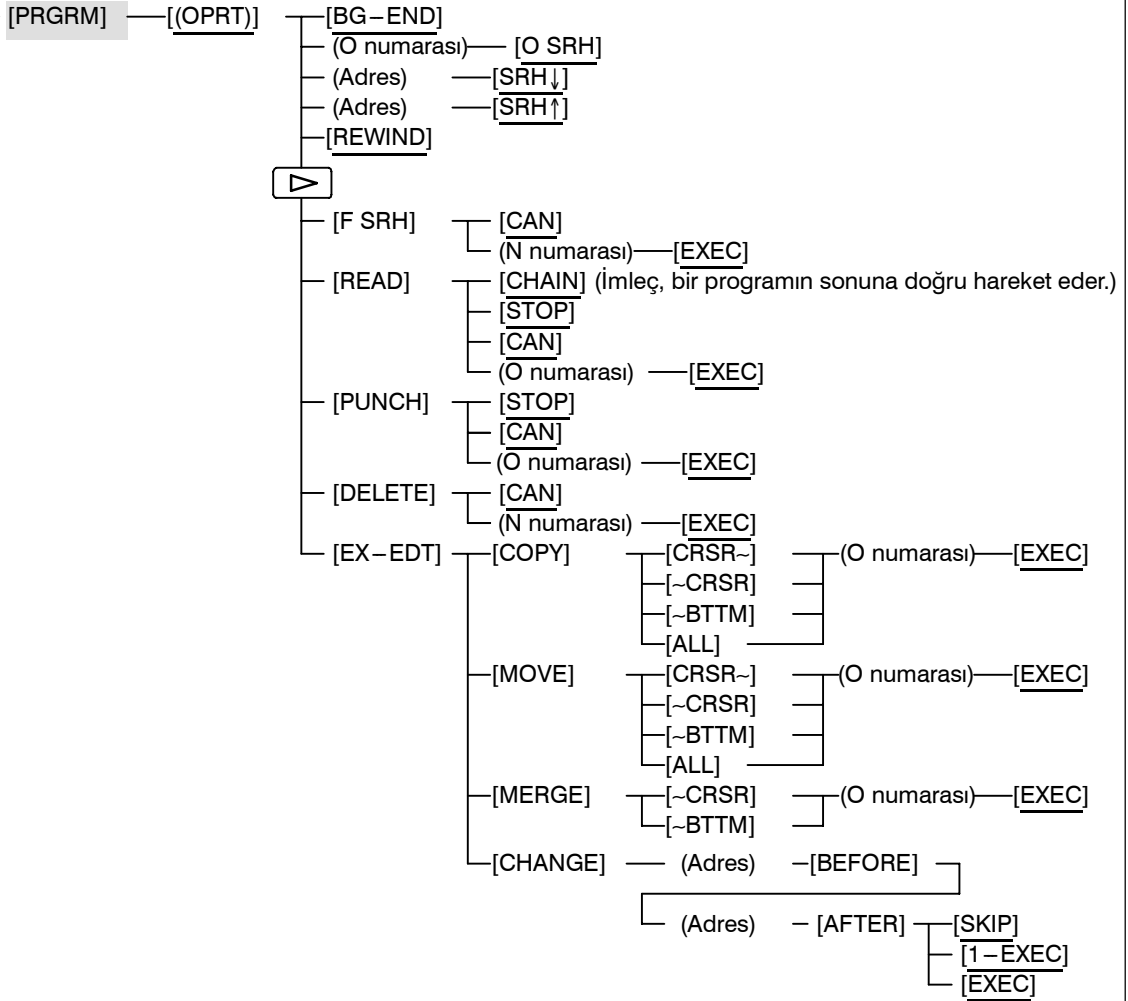 [PRGRM] [(OPRT)] [BG−END]
(O numarası) [O SRH]
(Adres) [SRH↓]
(Adres) [SRH↑]
[REWIND]
[F SRH] [CAN]
(N numarası) [EXEC]
[READ] [CHAIN] (İmleç, bir programın sonuna doğru hareket eder.)
[STOP]
[CAN]
(O numarası) [EXEC]
[PUNCH] [STOP]
[CAN]
(O numarası) [EXEC]
[DELETE] [CAN]
(N numarası) [EXEC]
[EX−EDT] [COPY] [CRSR~] (O numarası) [EXEC]
[~CRSR]
[~BTTM]
[ALL]
[MOVE] [CRSR~] (O numarası) [EXEC]
[~CRSR]
[~BTTM]
[ALL]
[MERGE] [~CRSR] (O numarası) [EXEC]
[~BTTM]
[CHANGE] (Adres) [BEFORE]
(Adres) [AFTER] [SKIP]
[1−EXEC]
[EXEC]